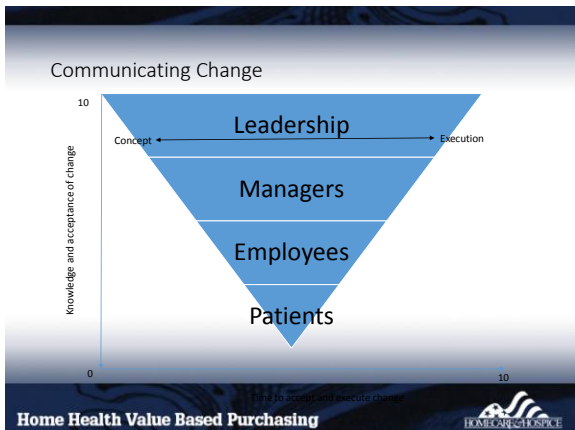 Communicating Change
10
Leadership
Concept
Execution
Managers
Employees
Patients
Knowledge and acceptance of change
0
10
Time to accept and execute change
Home Health Value Based Purchasing
HOMECARE & HOSPICE